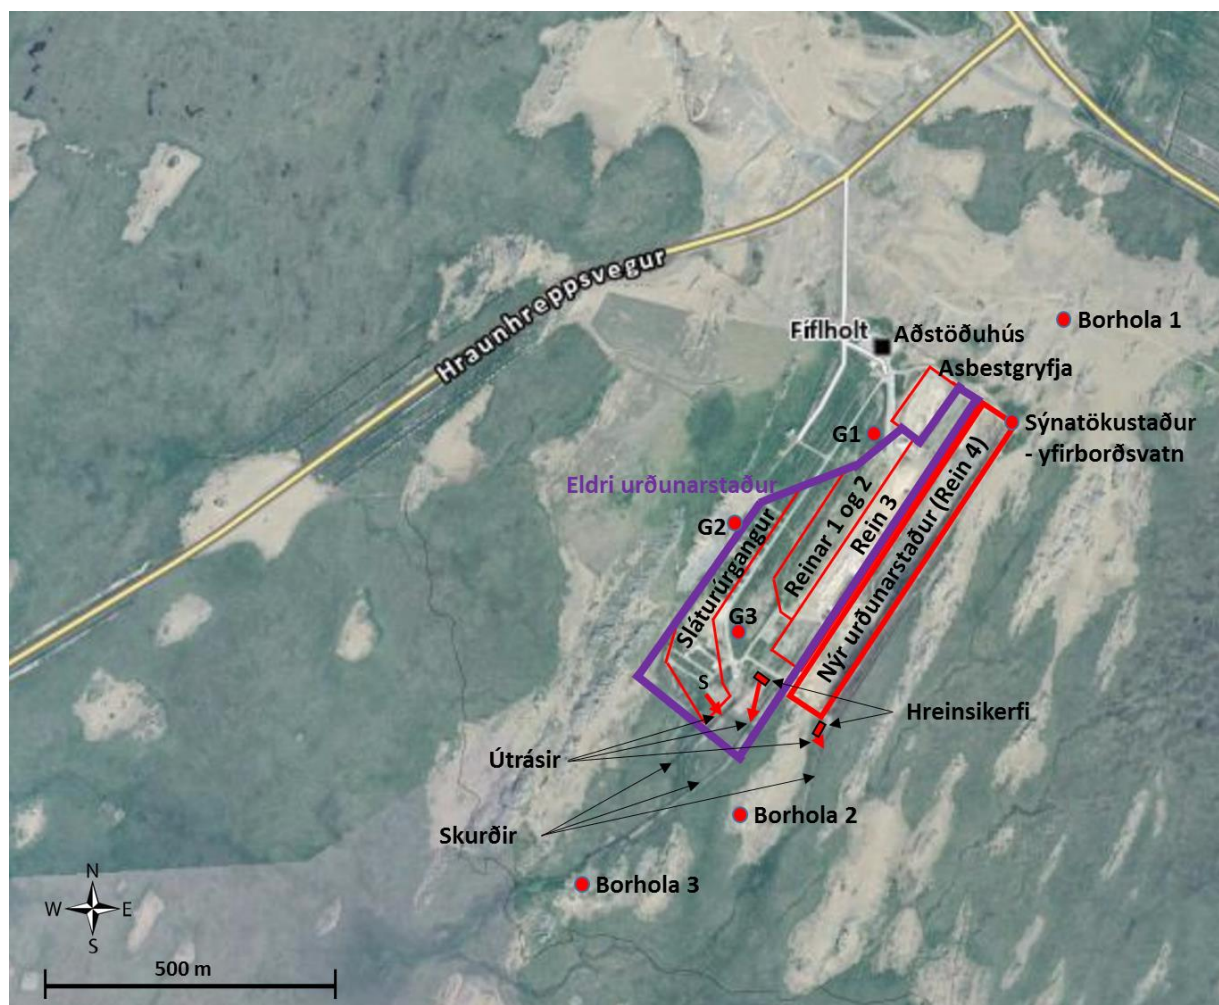 Hraunhreppsvegur
Borhola 1
Fíflholt
Aðstöðuhús
Asbestgryfja
G1
Sýnatökustaður
- yfirborðsvatn
Eldri urðunarstaður
G2
Sláturúrgangur
Reinar 1 og 2
Rein 3
Nýr urðunarstaður (Rein 4)
G3
S
Hreinsikerfi
Útrásir
Skurðir
Borhola 2
Borhola 3
N
W
E
S
500 m